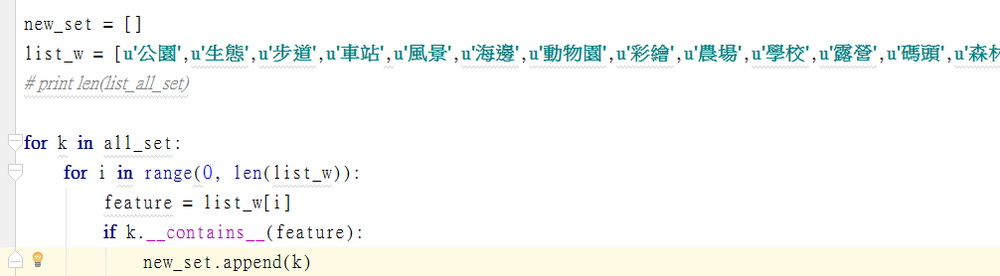 new_set = []
list_w = [u'公園',u'生態',u'步道',u'車站',u'風景',u'海邊',u'動物園',u'彩繪',u'農場',u'學校',u'露營',u'碼頭',u'森林
# print len(list_all_set)
for k in all_set:
for i in range(0, len(list_w)):
feature = list_w[i]
if k.__contains__(feature):
new_set.append(k)